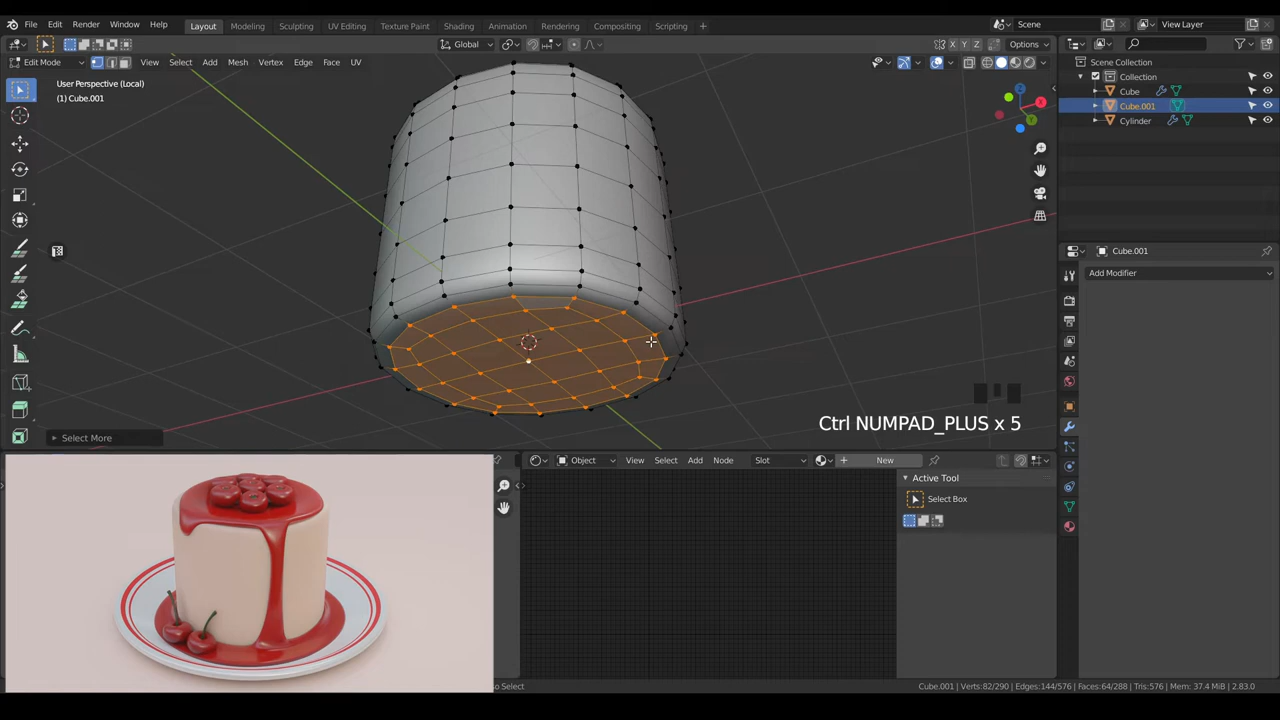 File Edit Render Window Help
Layout Modeling Sculpting UV Editing Texture Paint Shading Animation Rendering Compositing Scripting +
Scene
View Layer
Global
Options
Edit Mode
View Select Add Mesh Vertex Edge Face UV
User Perspective (Local)
(1) Cube.001
X Y Z
Scene Collection
Collection
Cube
Cube.001
Cylinder
Cube.001
Add Modifier
Ctrl NUMPAD_PLUS x 5
Select More
Object
View Select Add Node
Slot
New
Active Tool
Select Box
Select
Cube.001 | Verts:82/290 | Edges:144/576 | Faces:64/288 | Tris:576 | Mem: 37.4 MiB | 2.83.0